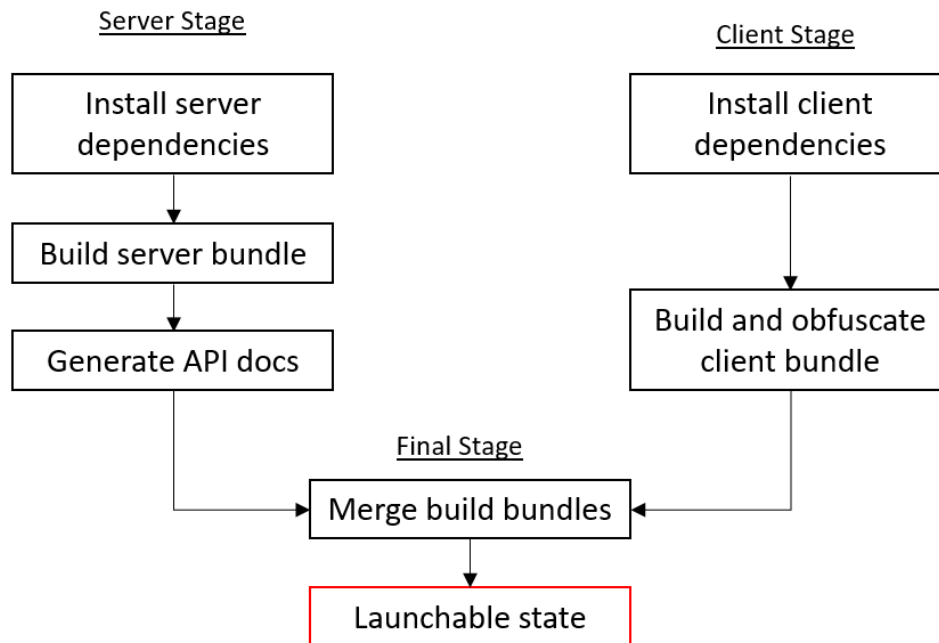 Server Stage
Install server
dependencies
Build server bundle
Generate API docs
Client Stage
Install client
dependencies
Build and obfuscate
client bundle
Final Stage
Merge build bundles
Launchable state